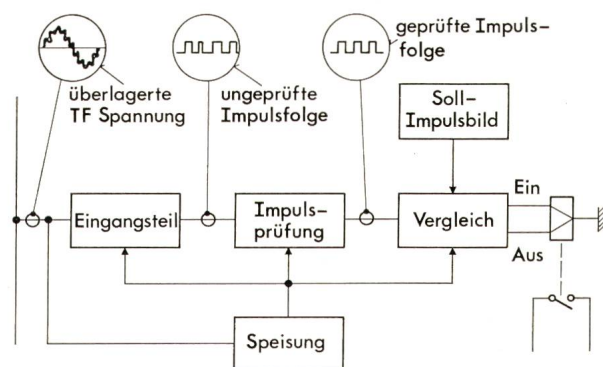 geprüfte Impuls-
folge
überlagerte
TF Spannung
ungeprüfte
Impulsfolge
Soll-
Impulsbild
Eingangsteil
Impuls-
prüfung
Vergleich
Ein
Aus
Speisung